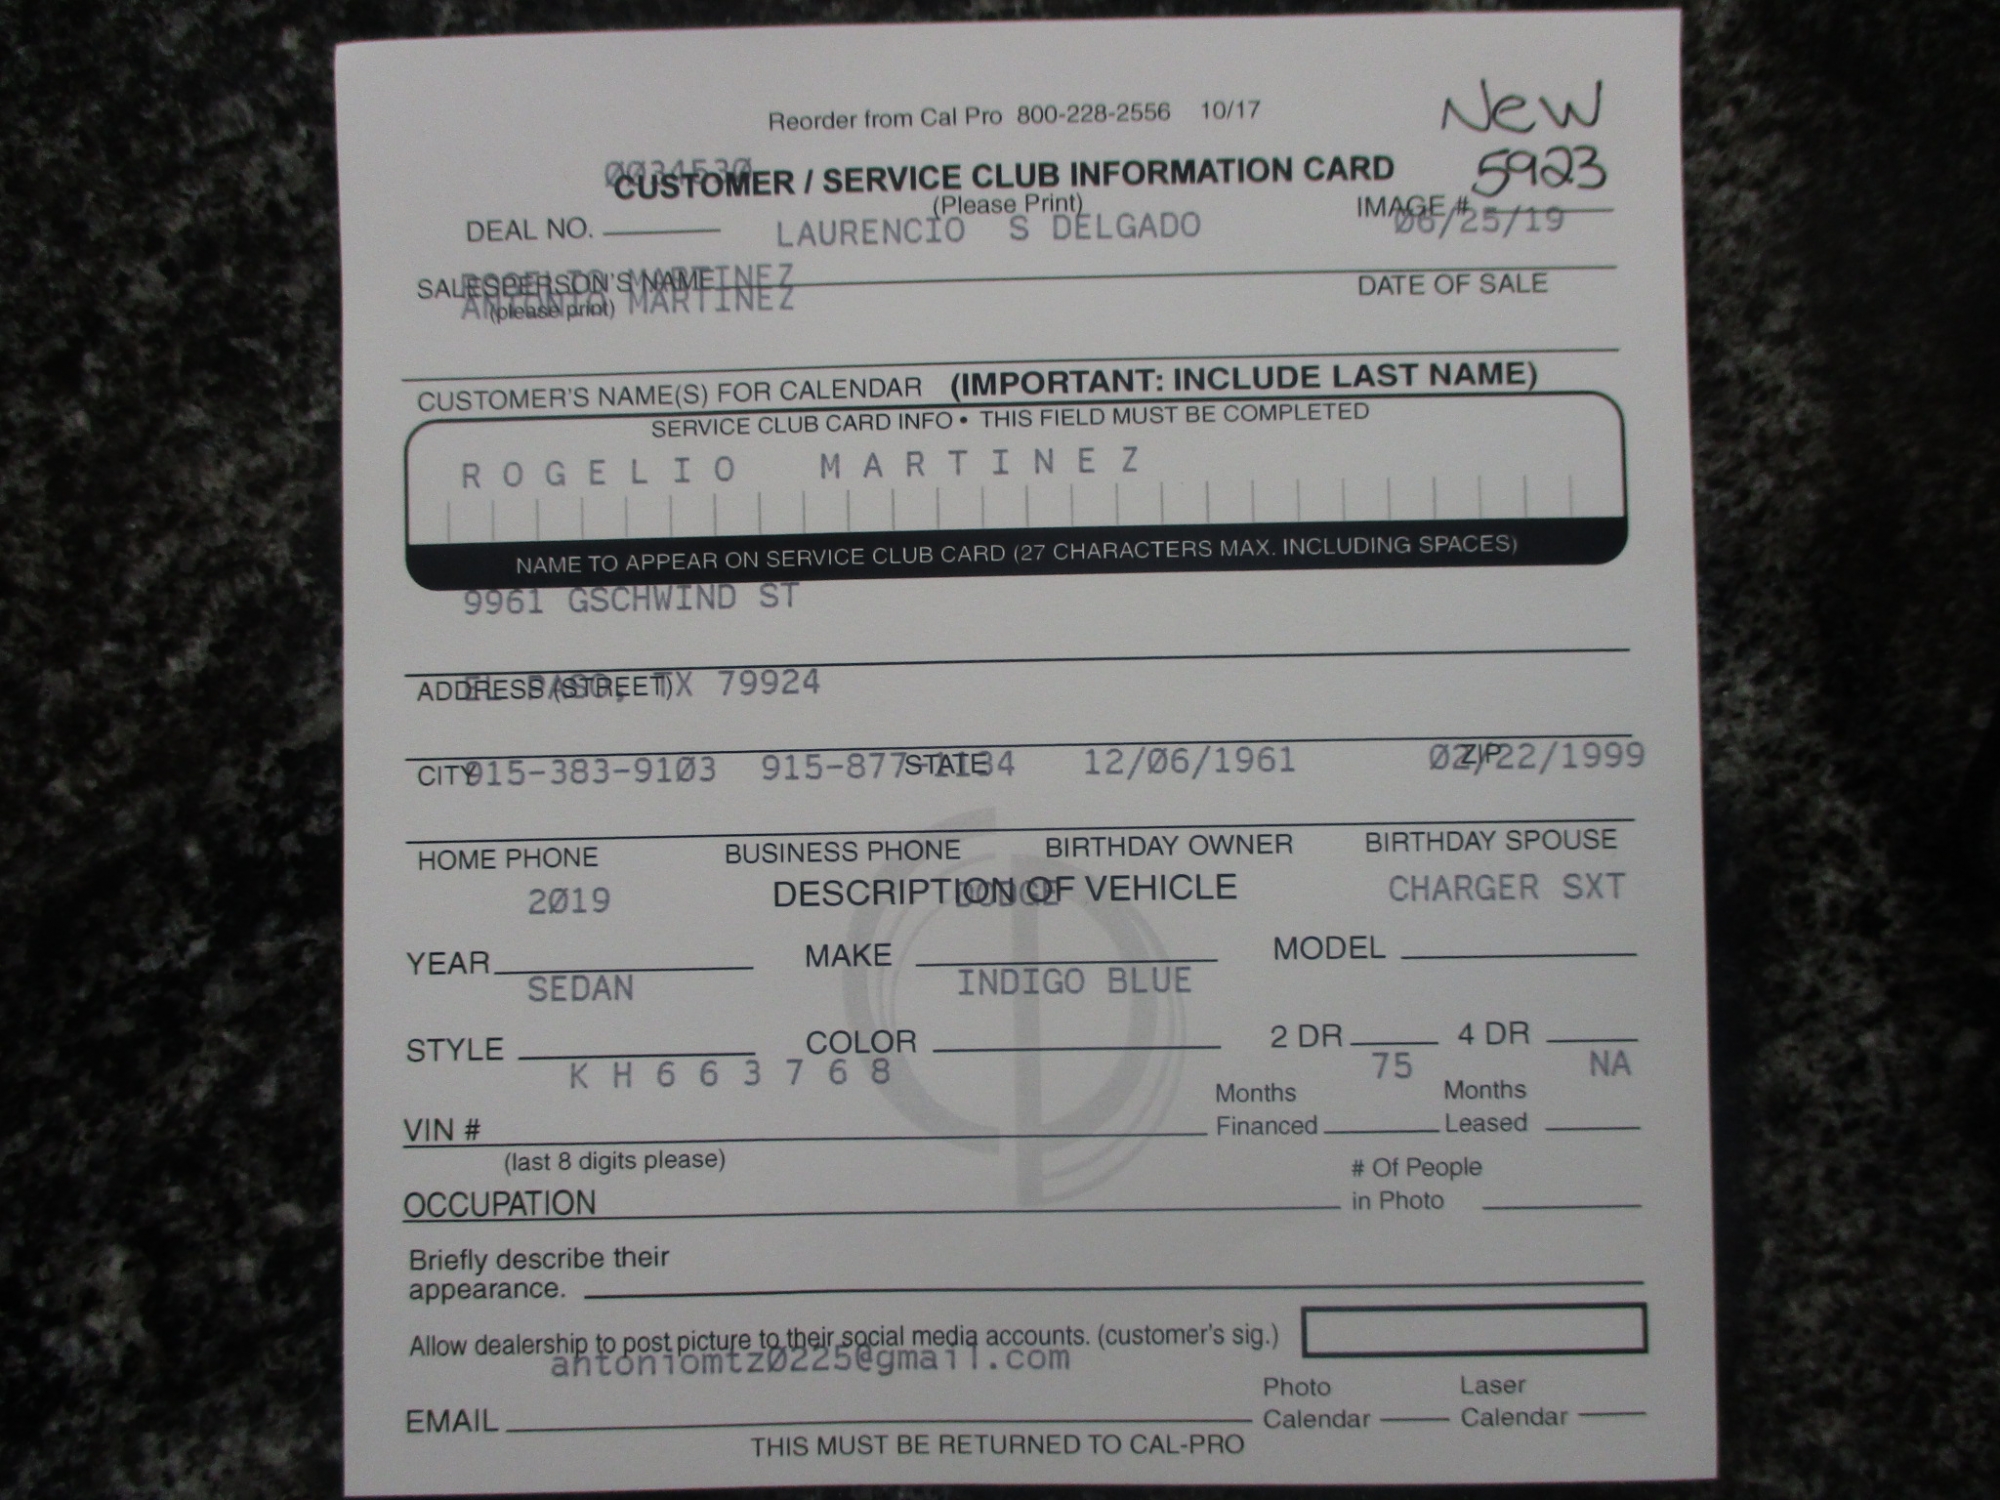 Reorder from Cal Pro 800-228-2556 10/17
New
0034530
CUSTOMER / SERVICE CLUB INFORMATION CARD
5923
(Please Print)
IMAGE #
DEAL NO.
LAURENCIO S DELGADO
06/25/19
ROGELIO MARTINEZ
SALESPERSON'S NAME
DATE OF SALE
ANTONIO MARTINEZ
(please print)
CUSTOMER'S NAME(S) FOR CALENDAR (IMPORTANT: INCLUDE LAST NAME)
SERVICE CLUB CARD INFO • THIS FIELD MUST BE COMPLETED
ROGELIO MARTINEZ
NAME TO APPEAR ON SERVICE CLUB CARD (27 CHARACTERS MAX. INCLUDING SPACES)
9961 GSCHWIND ST
EL PASO, TX 79924
ADDRESS (STREET)
915-383-9103 12/06/1961 02/22/1999
CITY STATE ZIP
HOME PHONE BUSINESS PHONE BIRTHDAY OWNER BIRTHDAY SPOUSE
DESCRIPTION OF VEHICLE
2019 DODGE CHARGER SXT
YEAR MAKE MODEL
SEDAN INDIGO BLUE
STYLE COLOR 2 DR 4 DR
KH663768 75 NA
VIN # Months Financed Months Leased
(last 8 digits please)
OCCUPATION # Of People in Photo
Briefly describe their
appearance.
Allow dealership to post picture to their social media accounts. (customer's sig.)
antoniomtz0225@gmail.com
EMAIL Photo Calendar Laser Calendar
THIS MUST BE RETURNED TO CAL-PRO